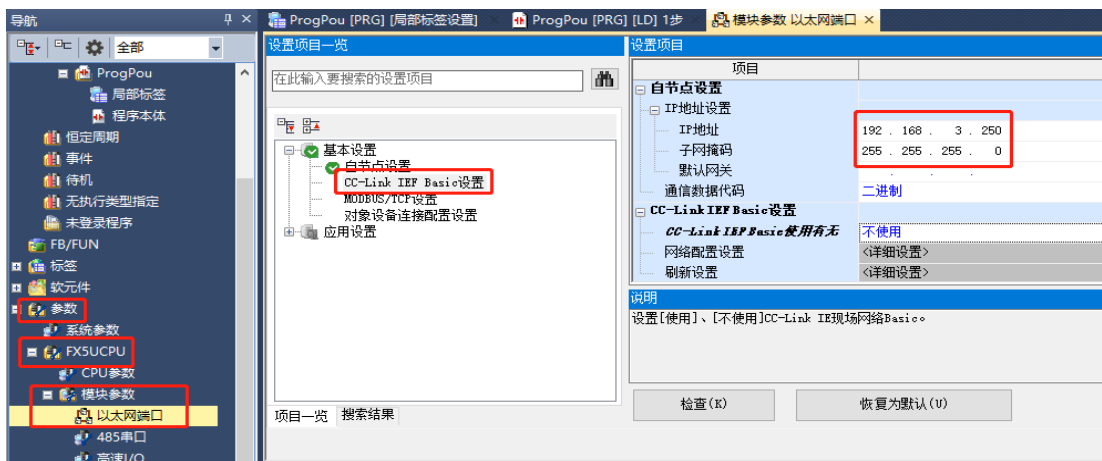 导航
全部
ProgPou
局部标签
程序本体
恒定周期
事件
待机
无执行类型指定
未登录程序
FB/FUN
标签
软元件
参数
系统参数
FX5UCPU
CPU参数
模块参数
以太网端口
485串口
高速I/O
ProgPou [PRG] [局部标签设置]
ProgPou [PRG] [LD] 1步
模块参数 以太网端口
设置项目一览
在此输入要搜索的设置项目
基本设置
自节点设置
CC-Link IEF Basic设置
MODBUS/TCP设置
对象设备连接配置设置
应用设置
项目一览 搜索结果
设置项目
项目
自节点设置
IP地址设置
IP地址 192 . 168 . 3 . 250
子网掩码 255 . 255 . 255 . 0
默认网关 . . .
通信数据代码 二进制
CC-Link IEF Basic设置
CC-Link IEF Basic使用有无 不使用
网络配置设置 <详细设置>
刷新设置 <详细设置>
说明
设置[使用]、[不使用]CC-Link IE现场网络Basic。
检查(K) 恢复为默认(U)